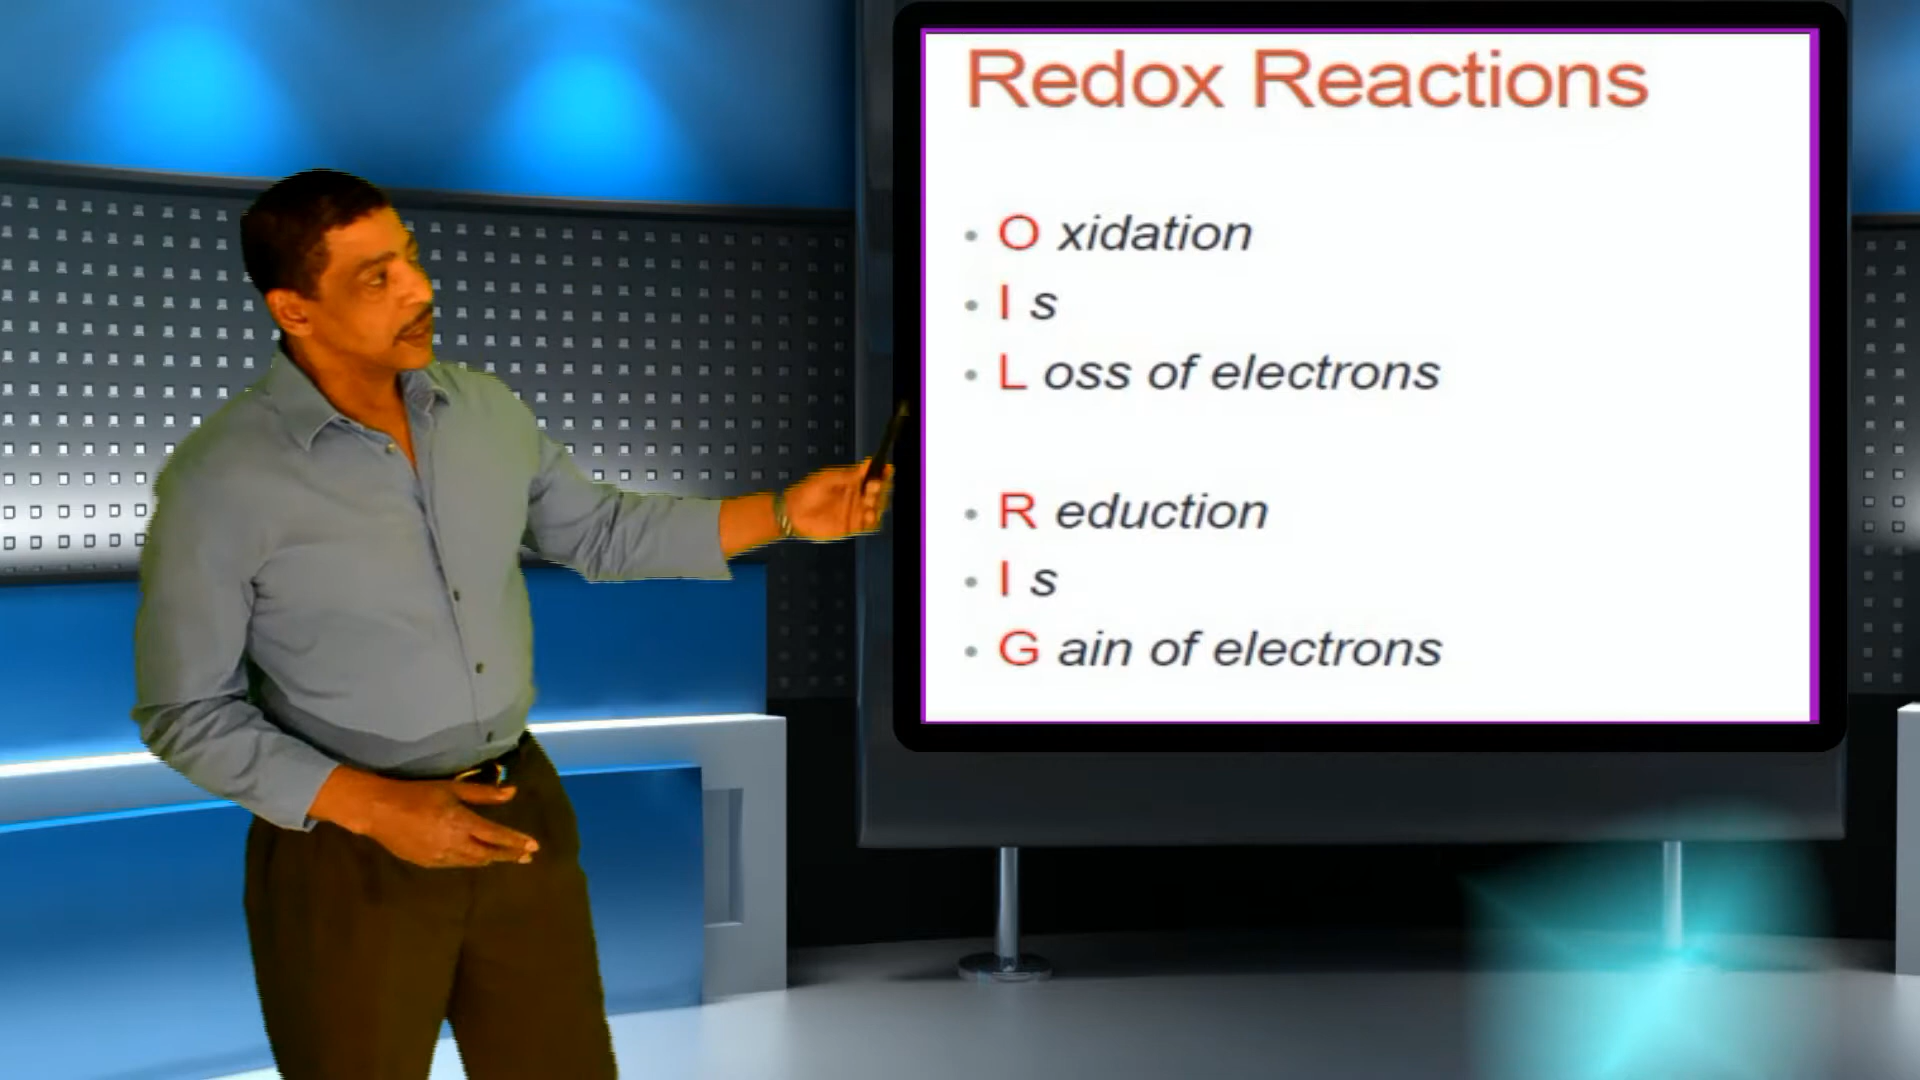 Redox Reactions
• O xidation
• I s
• L oss of electrons
• R eduction
• I s
• G ain of electrons